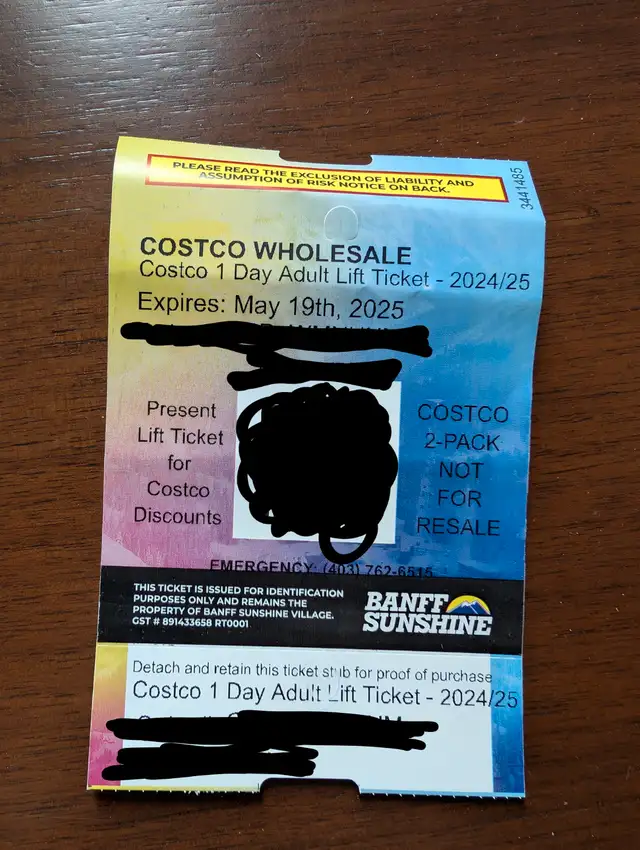 PLEASE READ THE EXCLUSION OF LIABILITY AND
ASSUMPTION OF RISK NOTICE ON BACK.
3441485
COSTCO WHOLESALE
Costco 1 Day Adult Lift Ticket - 2024/25
Expires: May 19th, 2025
Present
Lift Ticket
for
Costco
Discounts
COSTCO
2-PACK
NOT
FOR
RESALE
EMERGENCY: (403) 762-6515
THIS TICKET IS ISSUED FOR IDENTIFICATION
PURPOSES ONLY AND REMAINS THE
PROPERTY OF BANFF SUNSHINE VILLAGE.
GST # 891433658 RT0001
BANFF
SUNSHINE
Detach and retain this ticket stub for proof of purchase
Costco 1 Day Adult Lift Ticket - 2024/25